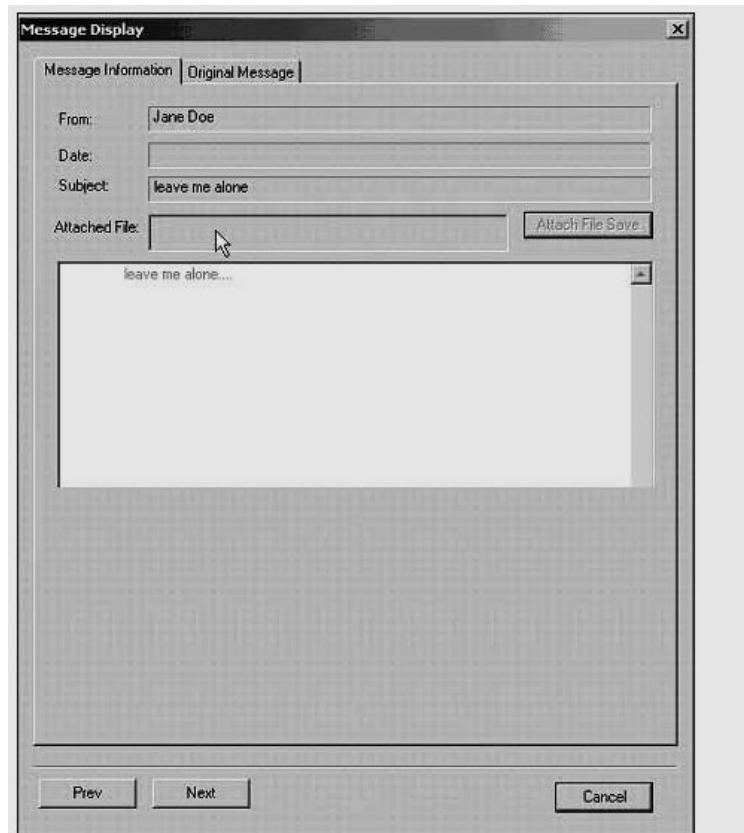 Message Display
Message Information Original Message
From: Jane Doe
Date:
Subject: leave me alone
Attached File: Attach File Save
leave me alone....
Prev Next Cancel